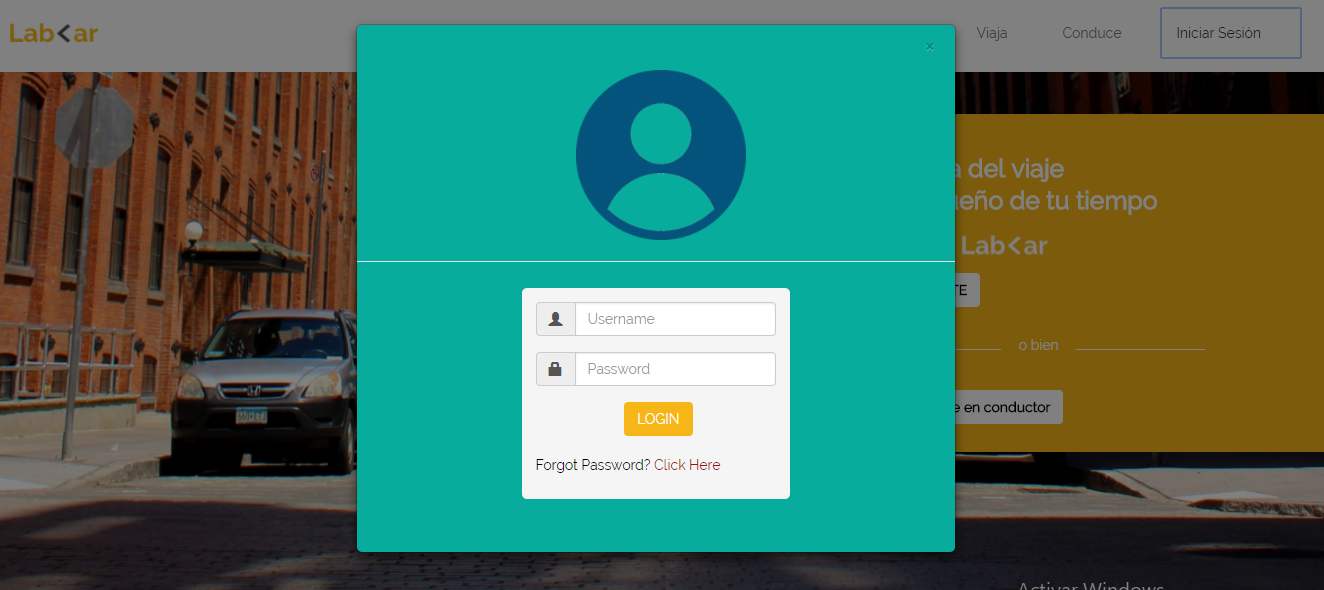 Lab<ar
Viaja
Conduce
Iniciar Sesión
×
del viaje
eño de tu tiempo
Lab<ar
TE
o bien
e en conductor
Username
Password
LOGIN
Forgot Password? Click Here
Activar Windows